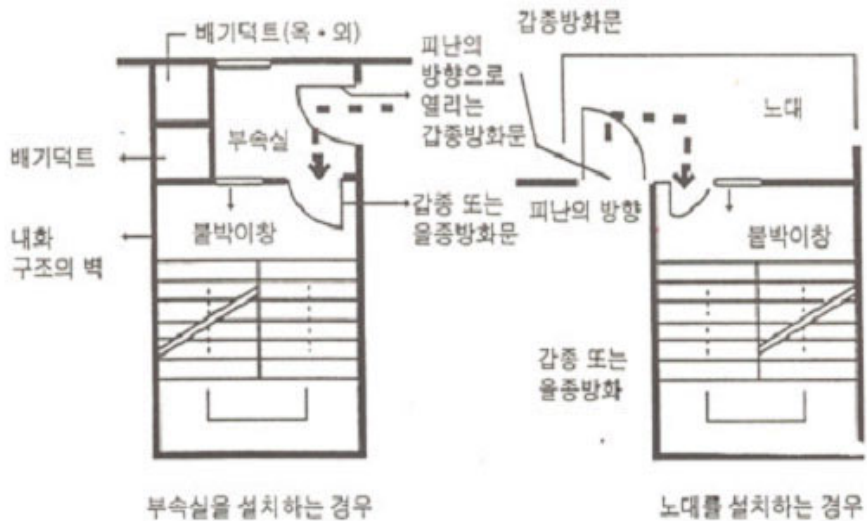 배기덕트(옥·외)
피난의
방향으로
열리는
갑종방화문
부속실
배기덕트
갑종 또는
을종방화문
붙박이창
내화
구조의 벽
부속실을 설치하는 경우
갑종방화문
노대
피난의 방향
붙박이창
갑종 또는
을종방화
노대를 설치하는 경우